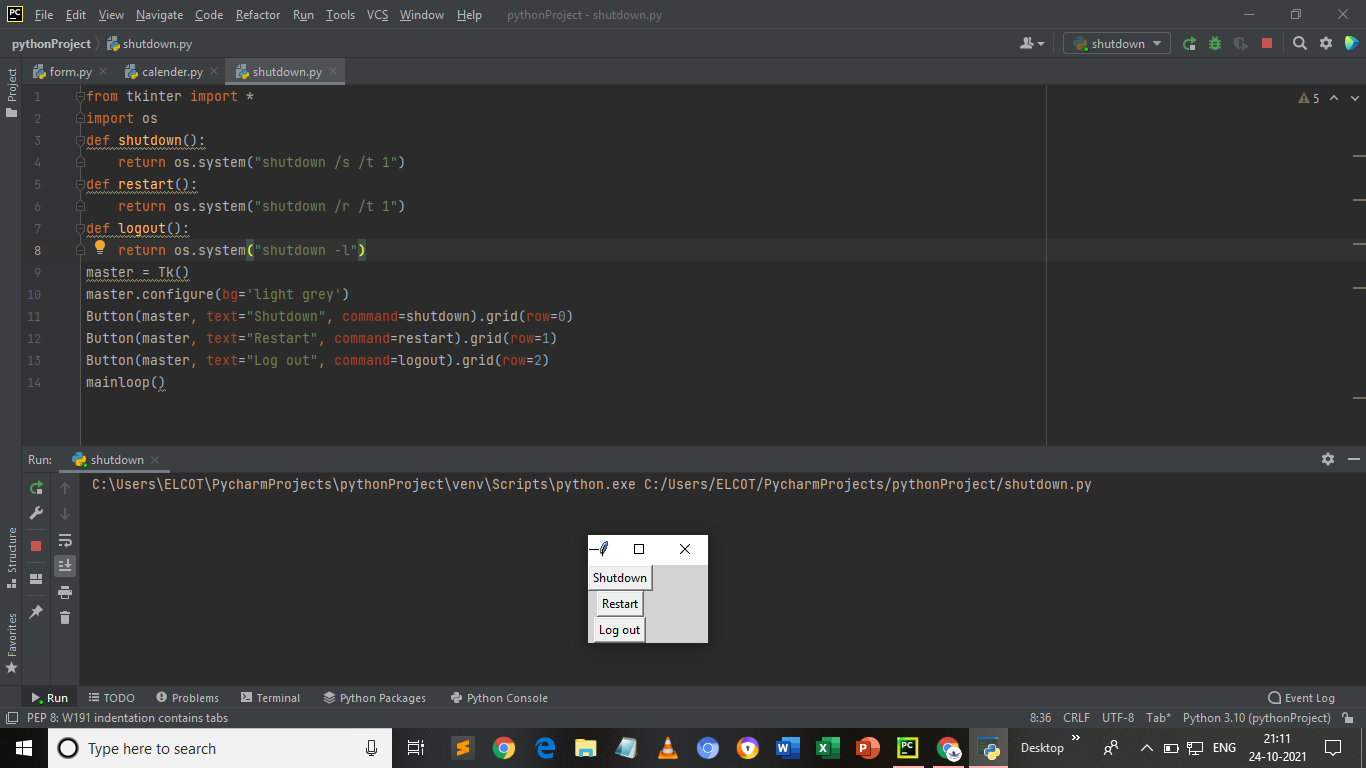 PC File Edit View Navigate Code Refactor Run Tools VCS Window Help pythonProject - shutdown.py
pythonProject shutdown.py shutdown
form.py calender.py shutdown.py
Project
1 from tkinter import * 5
2 import os
3 def shutdown():
4 return os.system("shutdown /s /t 1")
5 def restart():
6 return os.system("shutdown /r /t 1")
7 def logout():
8 return os.system("shutdown -l")
9 master = Tk()
10 master.configure(bg='light grey')
11 Button(master, text="Shutdown", command=shutdown).grid(row=0)
12 Button(master, text="Restart", command=restart).grid(row=1)
13 Button(master, text="Log out", command=logout).grid(row=2)
14 mainloop()
Run: shutdown
C:\Users\ELCOT\PycharmProjects\pythonProject\venv\Scripts\python.exe C:/Users/ELCOT/PycharmProjects/pythonProject/shutdown.py
Shutdown
Restart
Log out
Structure
Favorites
Run TODO Problems Terminal Python Packages Python Console Event Log
PEP 8: W191 indentation contains tabs 8:36 CRLF UTF-8 Tab* Python 3.10 (pythonProject)
Type here to search Desktop ENG 21:11
24-10-2021